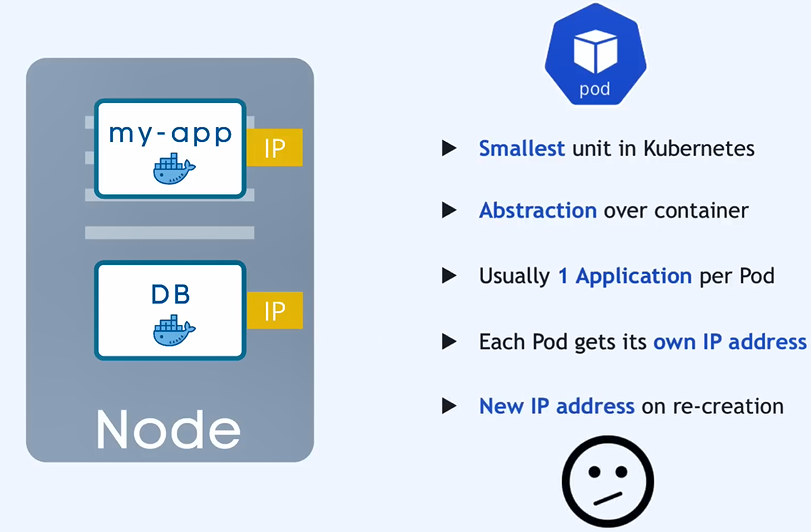 my-app
IP
DB
IP
Node
pod
Smallest unit in Kubernetes
Abstraction over container
Usually 1 Application per Pod
Each Pod gets its own IP address
New IP address on re-creation